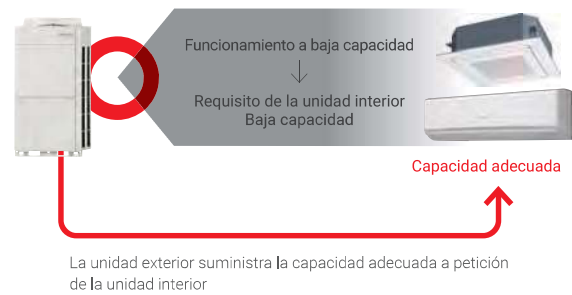 Funcionamiento a baja capacidad
Requisito de la unidad interior
Baja capacidad
Capacidad adecuada
La unidad exterior suministra la capacidad adecuada a petición
de la unidad interior